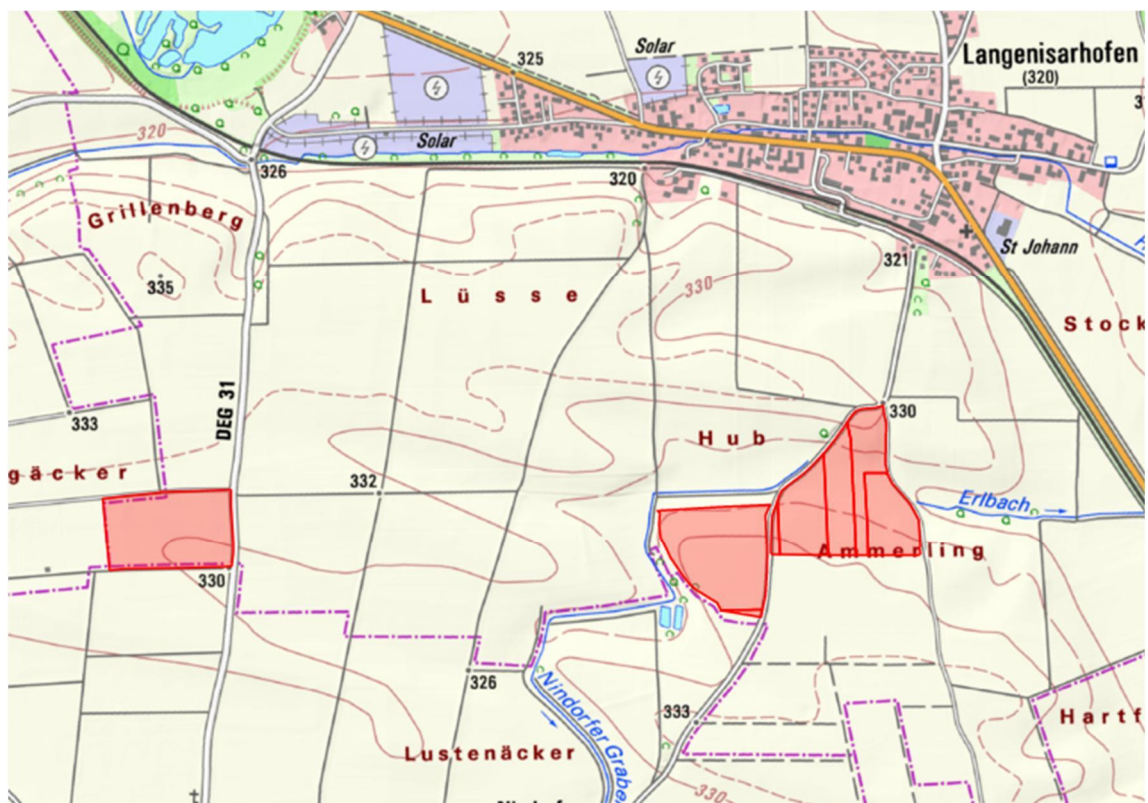 Solar
325
Langenisarhofen
(320)
320
Solar
326
320
Grillenberg
St Johann
321
335
Lüsse
330
Stock
DEG 31
333
330
Hub
gäcker
332
Erlbach
Ammerling
330
326
Nindorfer Grabe
333
Hartf
Lustenäcker
330